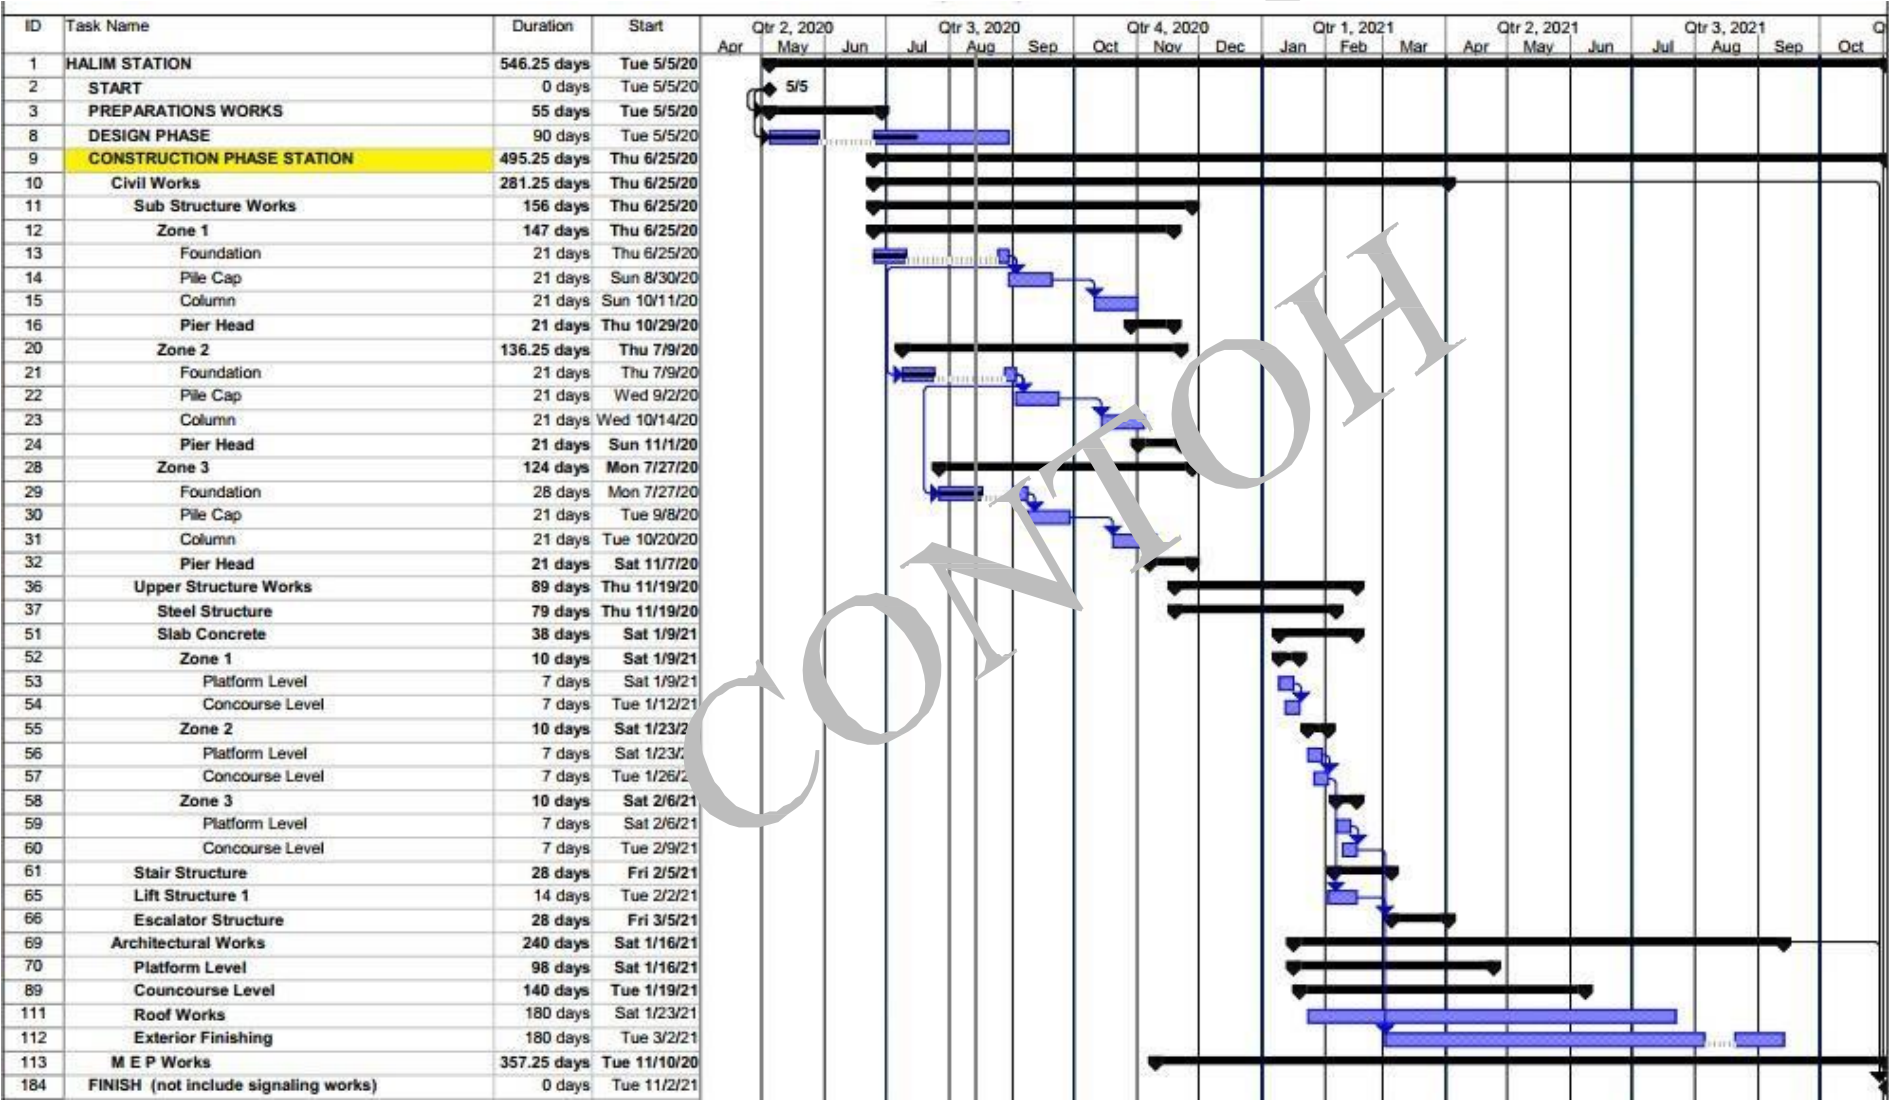 ID Task Name Duration Start Qtr 2, 2020 Qtr 3, 2020 Qtr 4, 2020 Qtr 1, 2021 Qtr 2, 2021 Qtr 3, 2021
Apr May Jun Jul Aug Sep Oct Nov Dec Jan Feb Mar Apr May Jun Jul Aug Sep Oct
1 HALIM STATION 546.25 days Tue 5/5/20
2 START 0 days Tue 5/5/20 5/5
3 PREPARATIONS WORKS 55 days Tue 5/5/20
8 DESIGN PHASE 90 days Tue 5/5/20
9 CONSTRUCTION PHASE STATION 495.25 days Thu 6/25/20
10 Civil Works 281.25 days Thu 6/25/20
11 Sub Structure Works 156 days Thu 6/25/20
12 Zone 1 147 days Thu 6/25/20
13 Foundation 21 days Thu 6/25/20
14 Pile Cap 21 days Sun 8/30/20
15 Column 21 days Sun 10/11/20
16 Pier Head 21 days Thu 10/29/20
20 Zone 2 136.25 days Thu 7/9/20
21 Foundation 21 days Thu 7/9/20
22 Pile Cap 21 days Wed 9/2/20
23 Column 21 days Wed 10/14/20
24 Pier Head 21 days Sun 11/1/20
28 Zone 3 124 days Mon 7/27/20
29 Foundation 28 days Mon 7/27/20
30 Pile Cap 21 days Tue 9/8/20
31 Column 21 days Tue 10/20/20
32 Pier Head 21 days Sat 11/7/20
36 Upper Structure Works 89 days Thu 11/19/20
37 Steel Structure 79 days Thu 11/19/20
51 Slab Concrete 38 days Sat 1/9/21
52 Zone 1 10 days Sat 1/9/21
53 Platform Level 7 days Sat 1/9/21
54 Concourse Level 7 days Tue 1/12/21
55 Zone 2 10 days Sat 1/23/2
56 Platform Level 7 days Sat 1/23/2
57 Concourse Level 7 days Tue 1/26/2
58 Zone 3 10 days Sat 2/6/21
59 Platform Level 7 days Sat 2/6/21
60 Concourse Level 7 days Tue 2/9/21
61 Stair Structure 28 days Fri 2/5/21
65 Lift Structure 1 14 days Tue 2/2/21
66 Escalator Structure 28 days Fri 3/5/21
69 Architectural Works 240 days Sat 1/16/21
70 Platform Level 98 days Sat 1/16/21
89 Councourse Level 140 days Tue 1/19/21
111 Roof Works 180 days Sat 1/23/21
112 Exterior Finishing 180 days Tue 3/2/21
113 M E P Works 357.25 days Tue 11/10/20
184 FINISH (not include signaling works) 0 days Tue 11/2/21
CONTOH